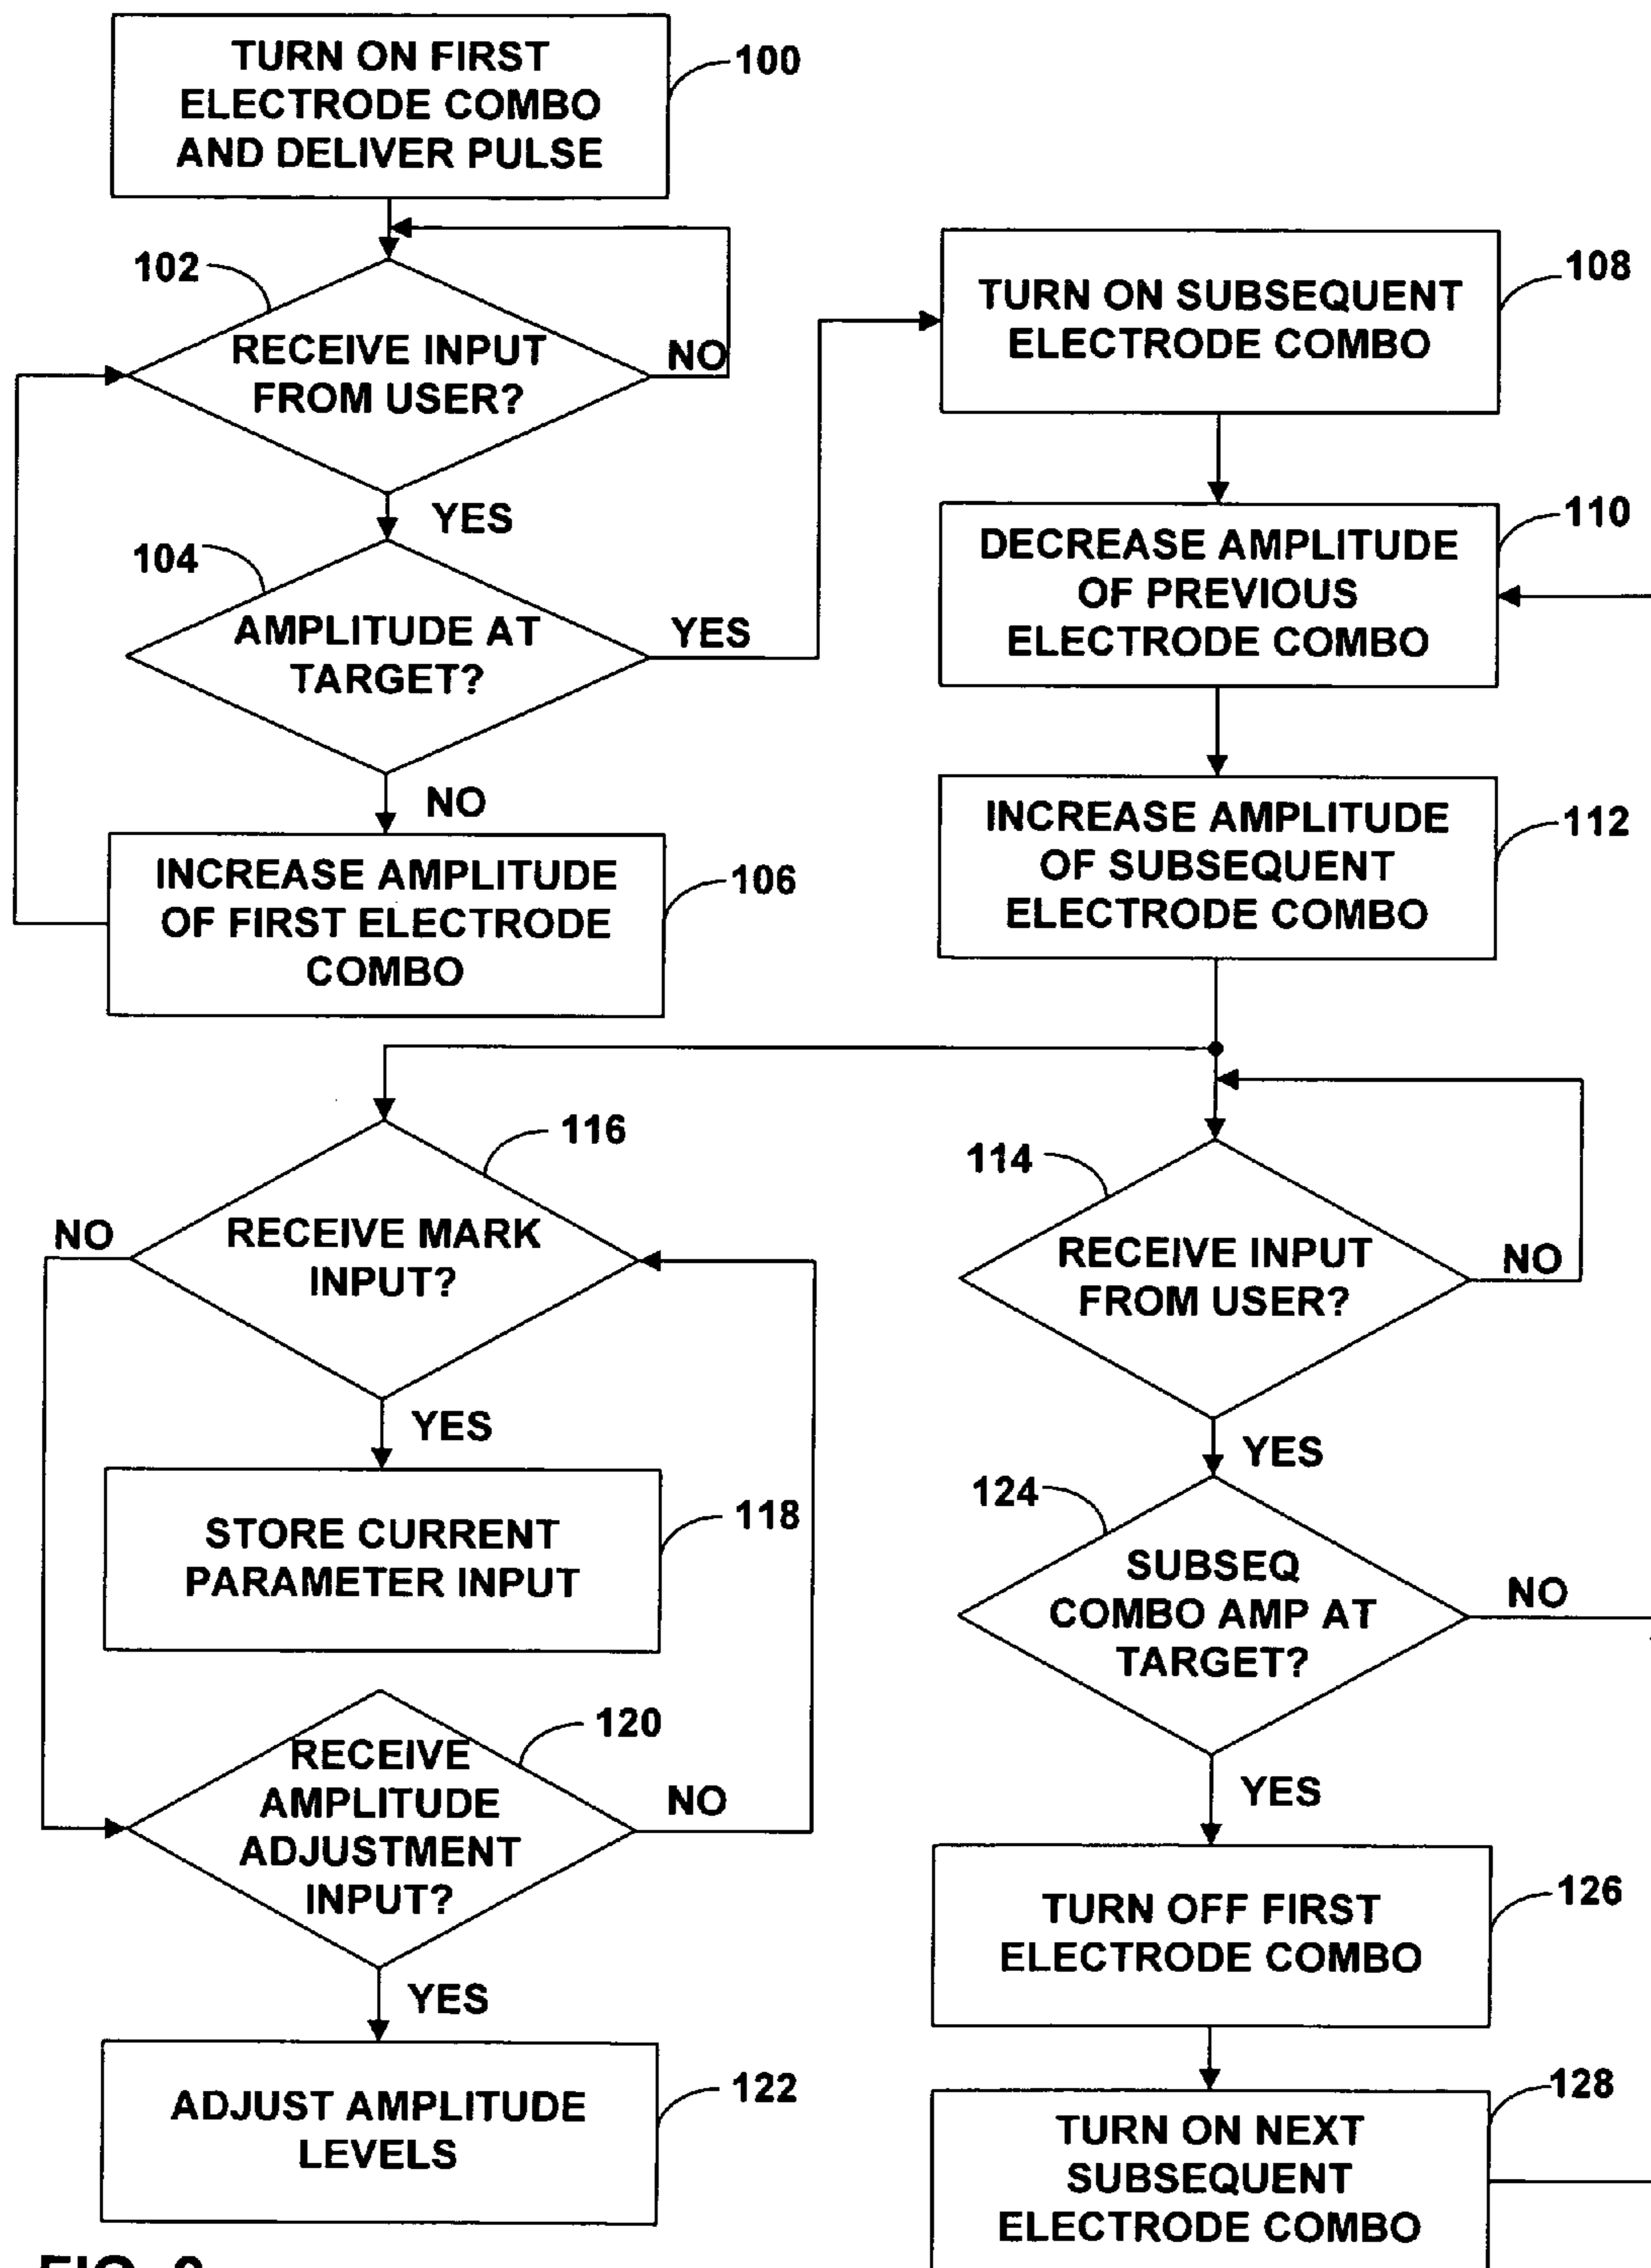 TURN ON FIRST
ELECTRODE COMBO
AND DELIVER PULSE
100
102
RECEIVE INPUT
FROM USER?
NO
YES
104
AMPLITUDE AT
TARGET?
YES
NO
INCREASE AMPLITUDE
OF FIRST ELECTRODE
COMBO
106
TURN ON SUBSEQUENT
ELECTRODE COMBO
108
DECREASE AMPLITUDE
OF PREVIOUS
ELECTRODE COMBO
110
INCREASE AMPLITUDE
OF SUBSEQUENT
ELECTRODE COMBO
112
116
RECEIVE MARK
INPUT?
NO
YES
STORE CURRENT
PARAMETER INPUT
118
120
RECEIVE
AMPLITUDE
ADJUSTMENT
INPUT?
NO
YES
ADJUST AMPLITUDE
LEVELS
122
114
RECEIVE INPUT
FROM USER?
NO
YES
124
SUBSEQ
COMBO AMP AT
TARGET?
NO
YES
TURN OFF FIRST
ELECTRODE COMBO
126
TURN ON NEXT
SUBSEQUENT
ELECTRODE COMBO
128
FIG.